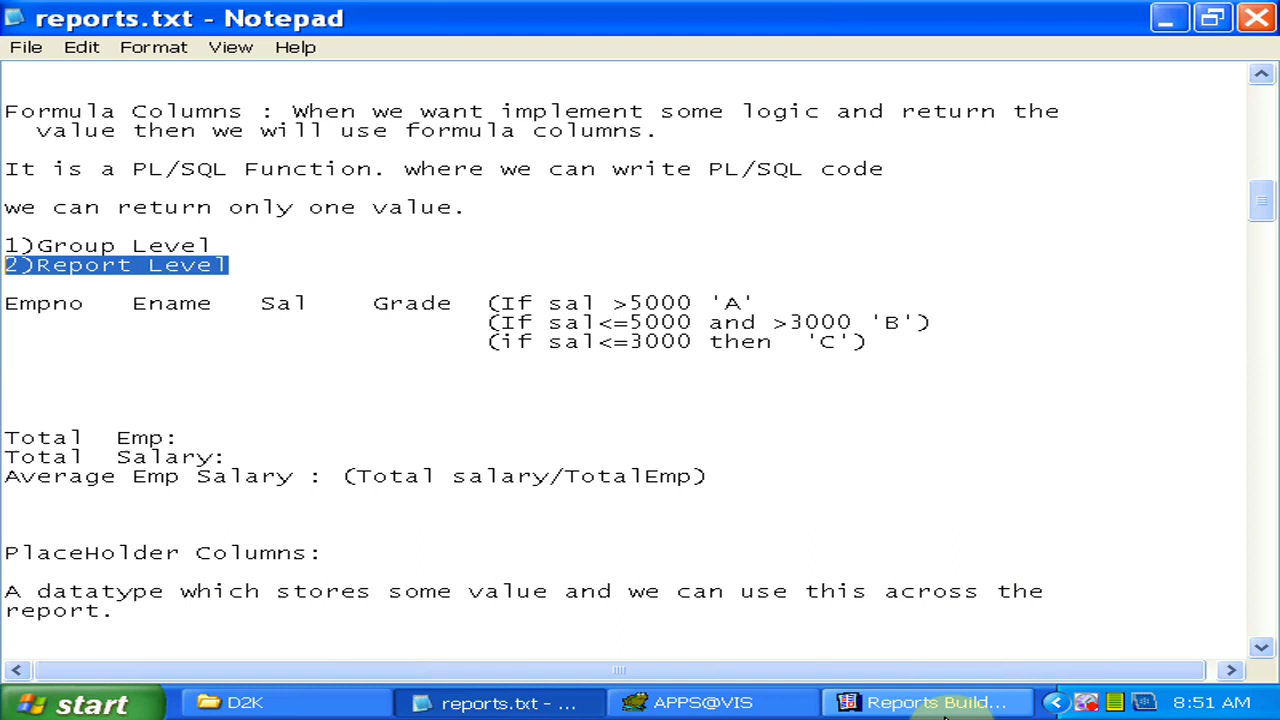 reports.txt - Notepad
File Edit Format View Help
Formula Columns : When we want implement some logic and return the
value then we will use formula columns.
It is a PL/SQL Function. where we can write PL/SQL code
we can return only one value.
1)Group Level
2)Report Level
Empno Ename Sal Grade (If sal >5000 'A'
(If sal<=5000 and >3000 'B')
(if sal<=3000 then 'C')
Total Emp:
Total Salary:
Average Emp Salary : (Total salary/TotalEmp)
PlaceHolder Columns:
A datatype which stores some value and we can use this across the
report.
start D2K reports.txt - ... APPS@VIS Reports Build... 8:51 AM